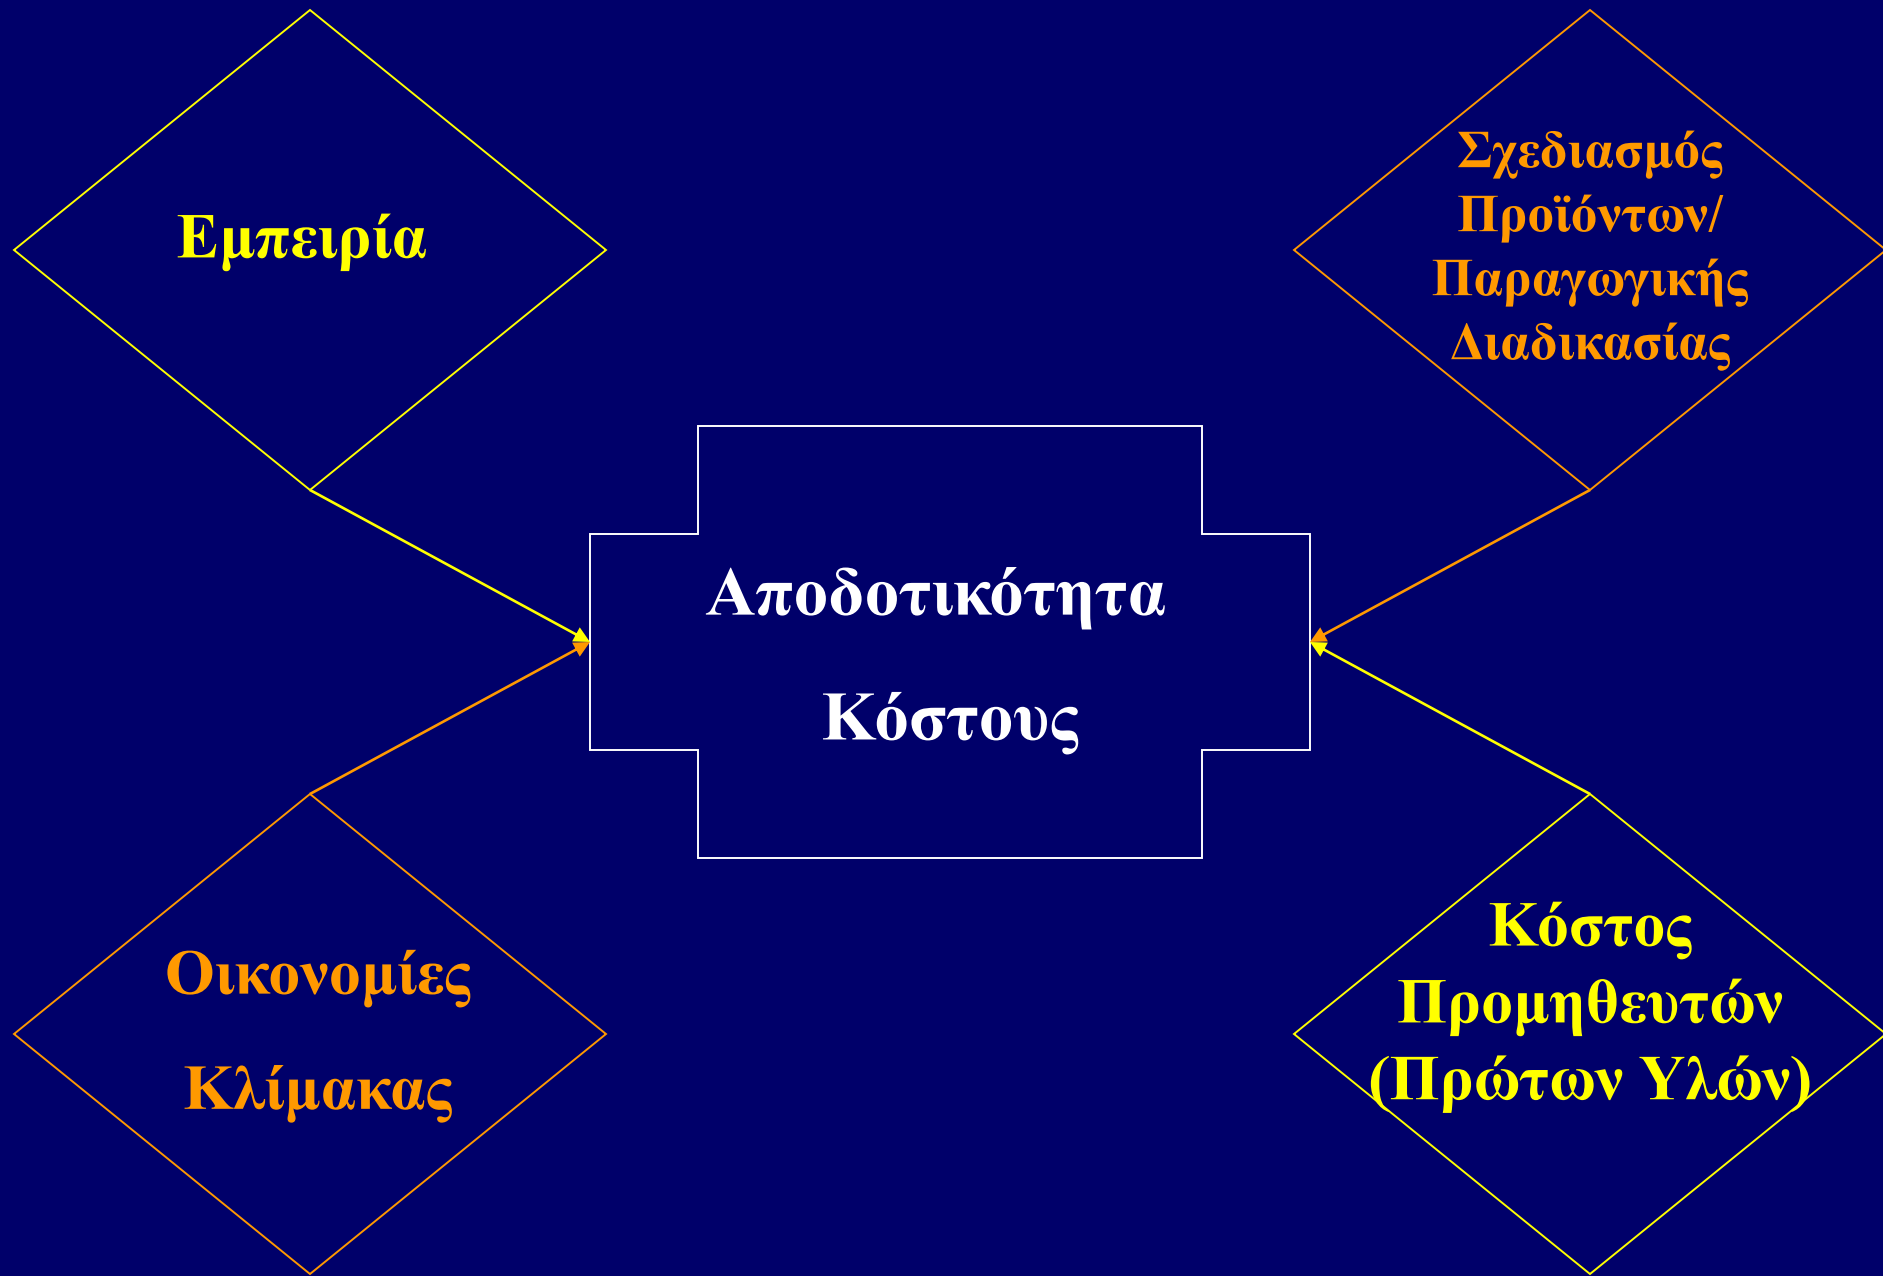 Εμπειρία
Σχεδιασμός
Προϊόντων/
Παραγωγικής
Διαδικασίας
Αποδοτικότητα
Κόστους
Οικονομίες
Κλίμακας
Κόστος
Προμηθευτών
(Πρώτων Υλών)